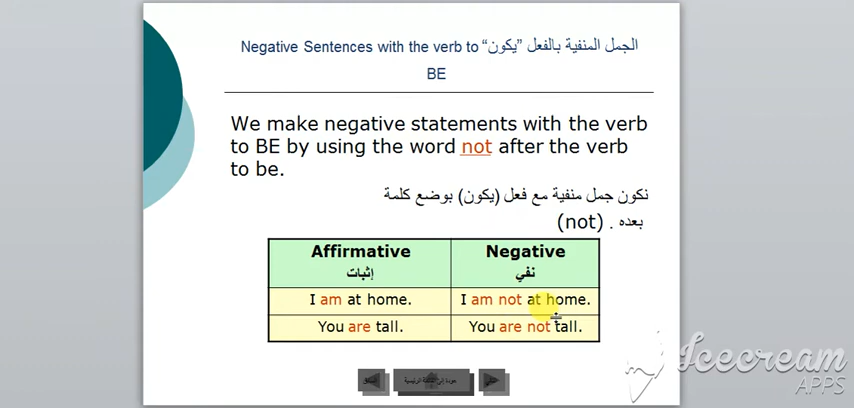 Negative Sentences with the verb to “الجمل المنفية بالفعل ”يكون
BE
We make negative statements with the verb
to BE by using the word not after the verb
to be.
نكون جمل منفية مع فعل (يكون) بوضع كلمة
(not) بعده .
Affirmative Negative
إثبات نفي
I am at home. I am not at home.
You are tall. You are not tall.
Icecream
APPS
عودة إلى الرئيسية